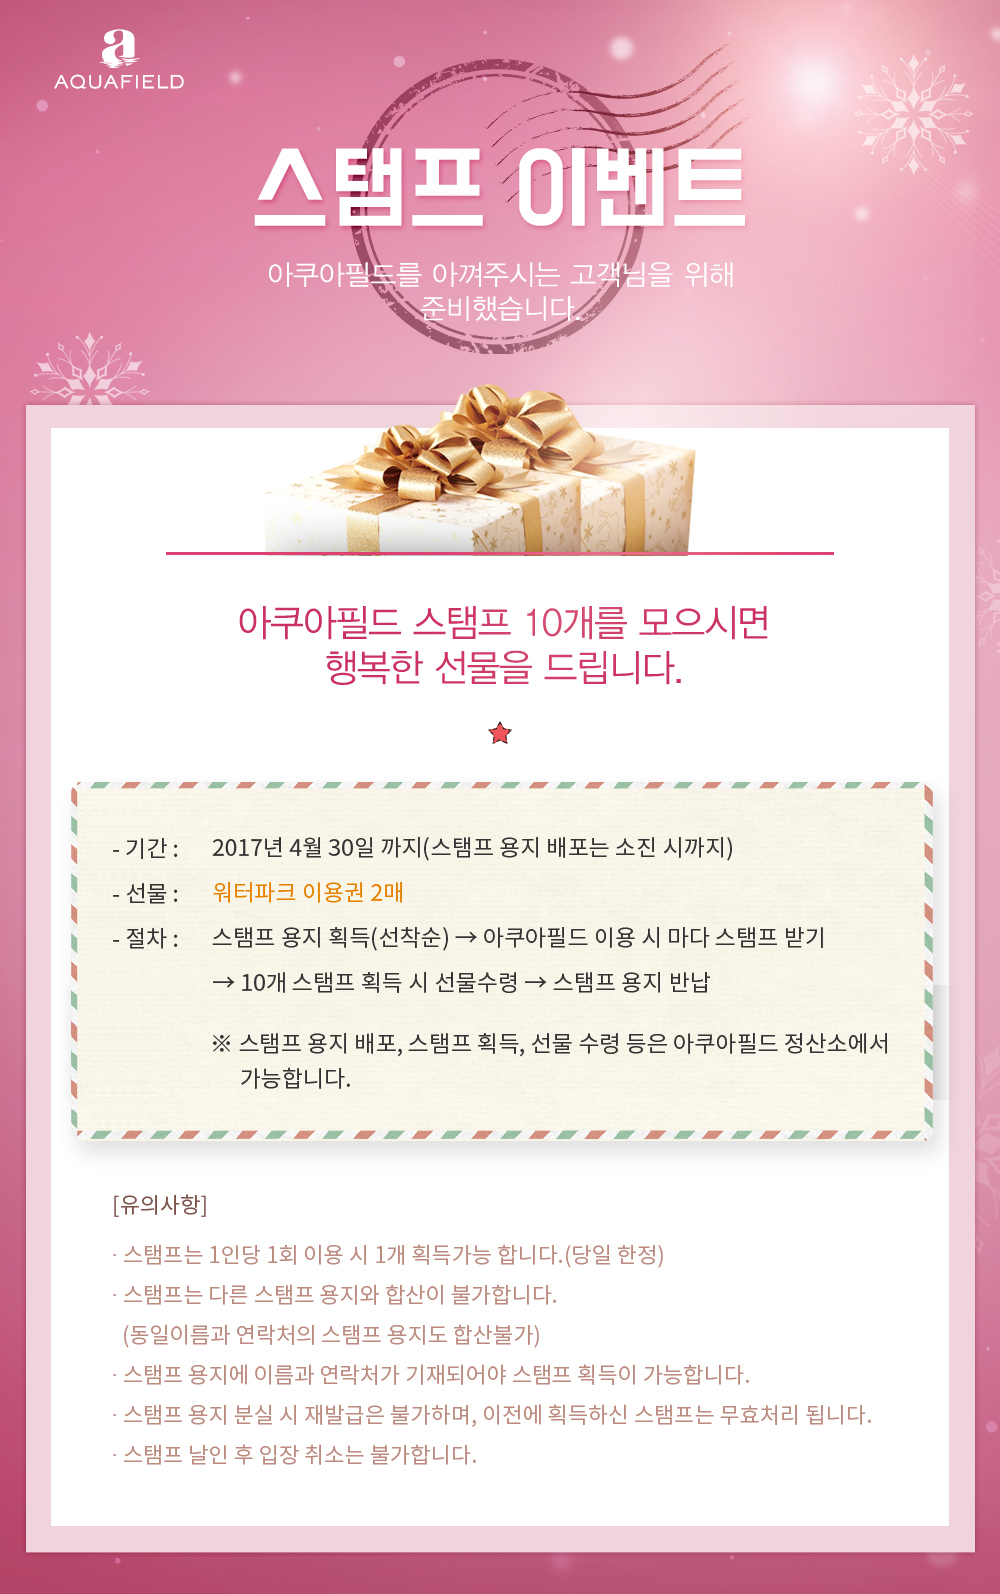 a
AQUAFIELD
스탬프 이벤트
아쿠아필드를 아껴주시는 고객님을 위해
준비했습니다.
아쿠아필드 스탬프 10개를 모으시면
행복한 선물을 드립니다.
- 기간 : 2017년 4월 30일 까지(스탬프 용지 배포는 소진 시까지)
- 선물 : 워터파크 이용권 2매
- 절차 : 스탬프 용지 획득(선착순) → 아쿠아필드 이용 시 마다 스탬프 받기
→ 10개 스탬프 획득 시 선물수령 → 스탬프 용지 반납
※ 스탬프 용지 배포, 스탬프 획득, 선물 수령 등은 아쿠아필드 정산소에서
가능합니다.
[유의사항]
· 스탬프는 1인당 1회 이용 시 1개 획득가능 합니다.(당일 한정)
· 스탬프는 다른 스탬프 용지와 합산이 불가합니다.
(동일이름과 연락처의 스탬프 용지도 합산불가)
· 스탬프 용지에 이름과 연락처가 기재되어야 스탬프 획득이 가능합니다.
· 스탬프 용지 분실 시 재발급은 불가하며, 이전에 획득하신 스탬프는 무효처리 됩니다.
· 스탬프 날인 후 입장 취소는 불가합니다.